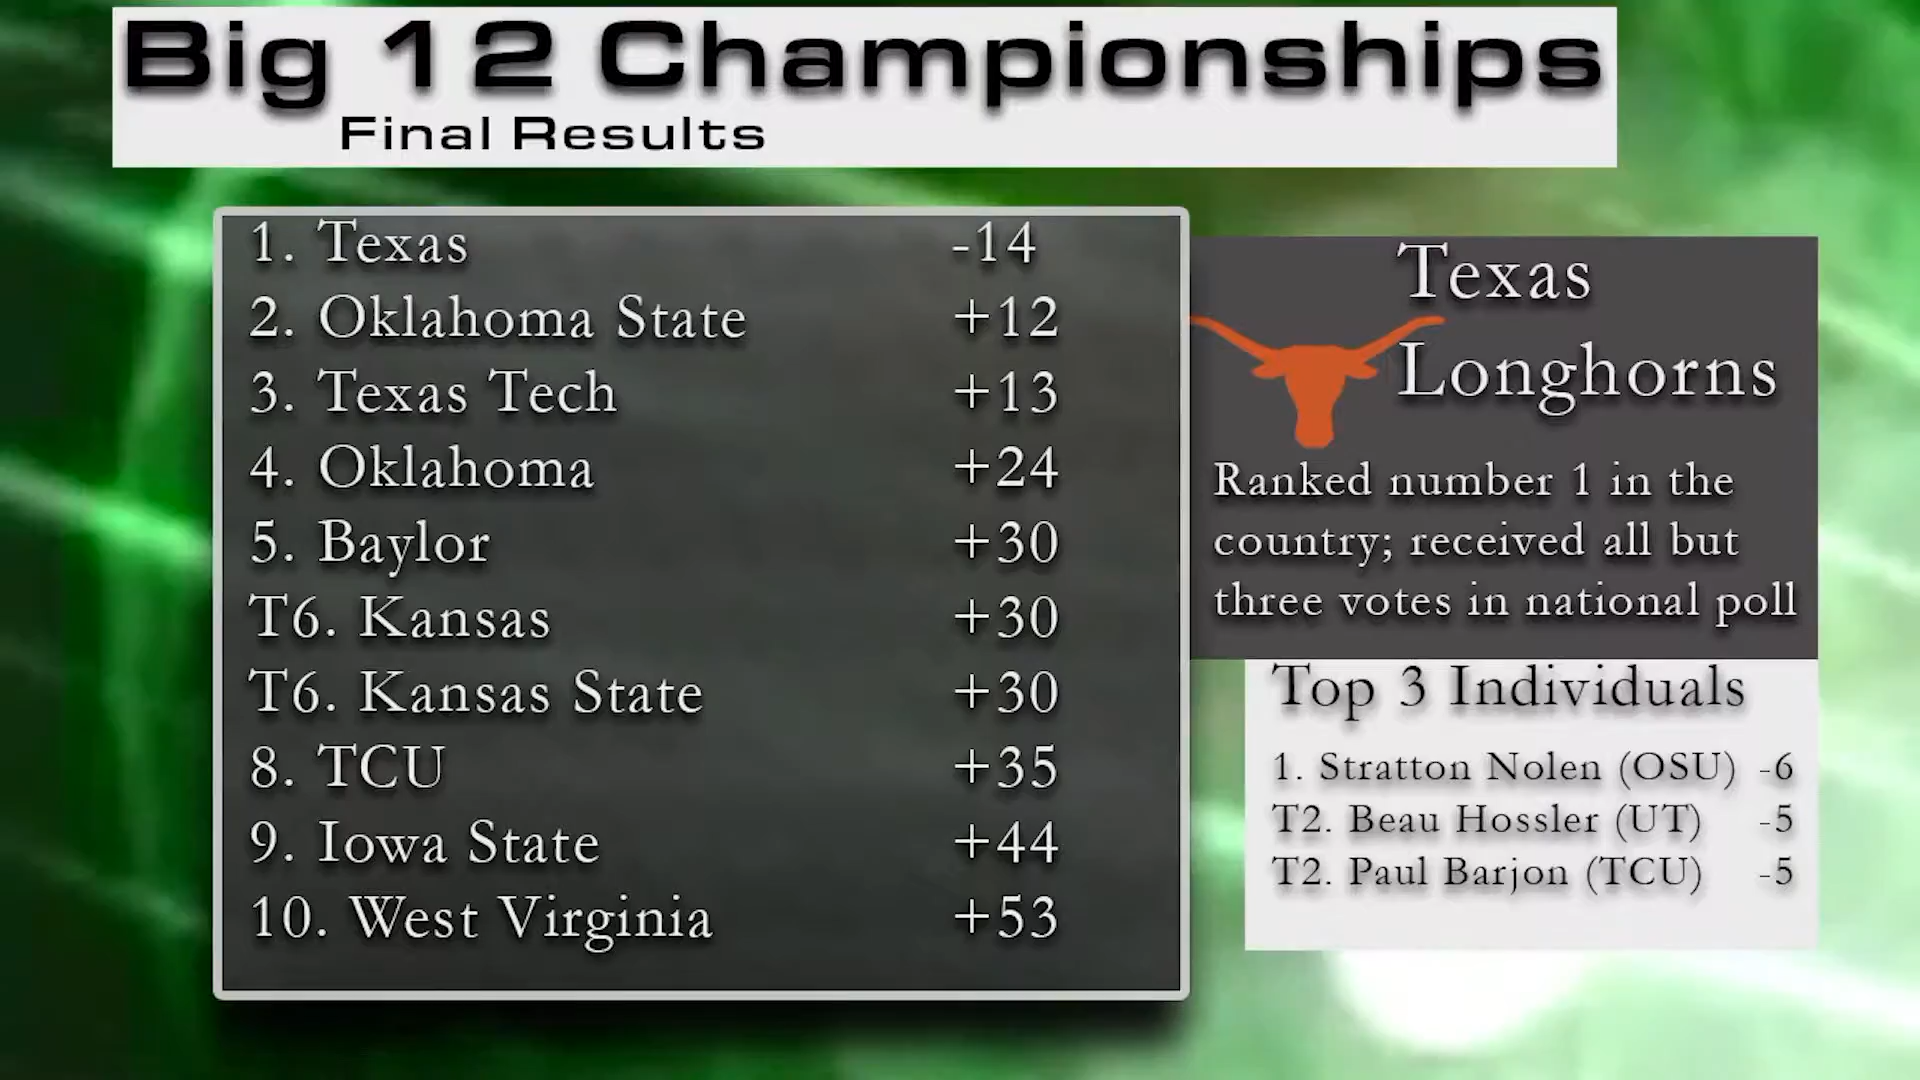 Big 12 Championships
Final Results
1. Texas -14
2. Oklahoma State +12
3. Texas Tech +13
4. Oklahoma +24
5. Baylor +30
T6. Kansas +30
T6. Kansas State +30
8. TCU +35
9. Iowa State +44
10. West Virginia +53
Texas
Longhorns
Ranked number 1 in the
country; received all but
three votes in national poll
Top 3 Individuals
1. Stratton Nolen (OSU) -6
T2. Beau Hossler (UT) -5
T2. Paul Barjon (TCU) -5